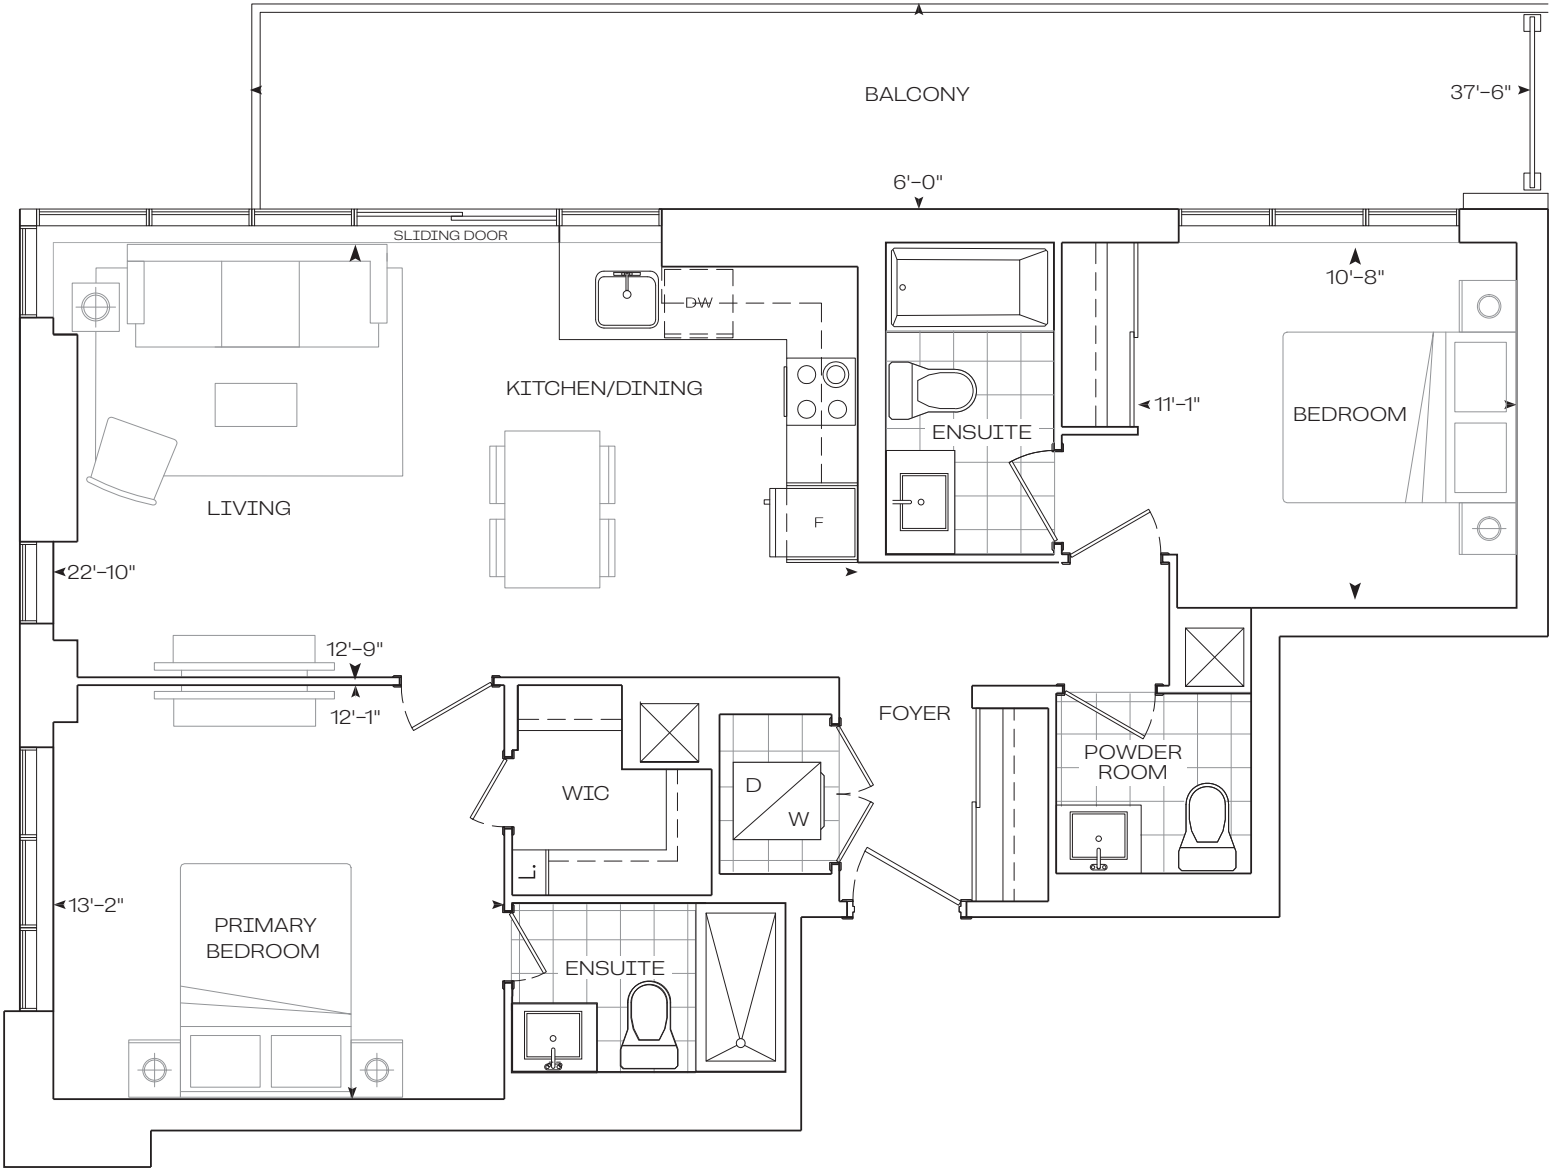 BALCONY
37'-6"
6'-0"
SLIDING DOOR
10'-8"
DW
KITCHEN/DINING
11'-1"
BEDROOM
ENSUITE
LIVING
F
22'-10"
12'-9"
12'-1"
FOYER
POWDER
ROOM
WIC
D
W
L.
13'-2"
PRIMARY
BEDROOM
ENSUITE